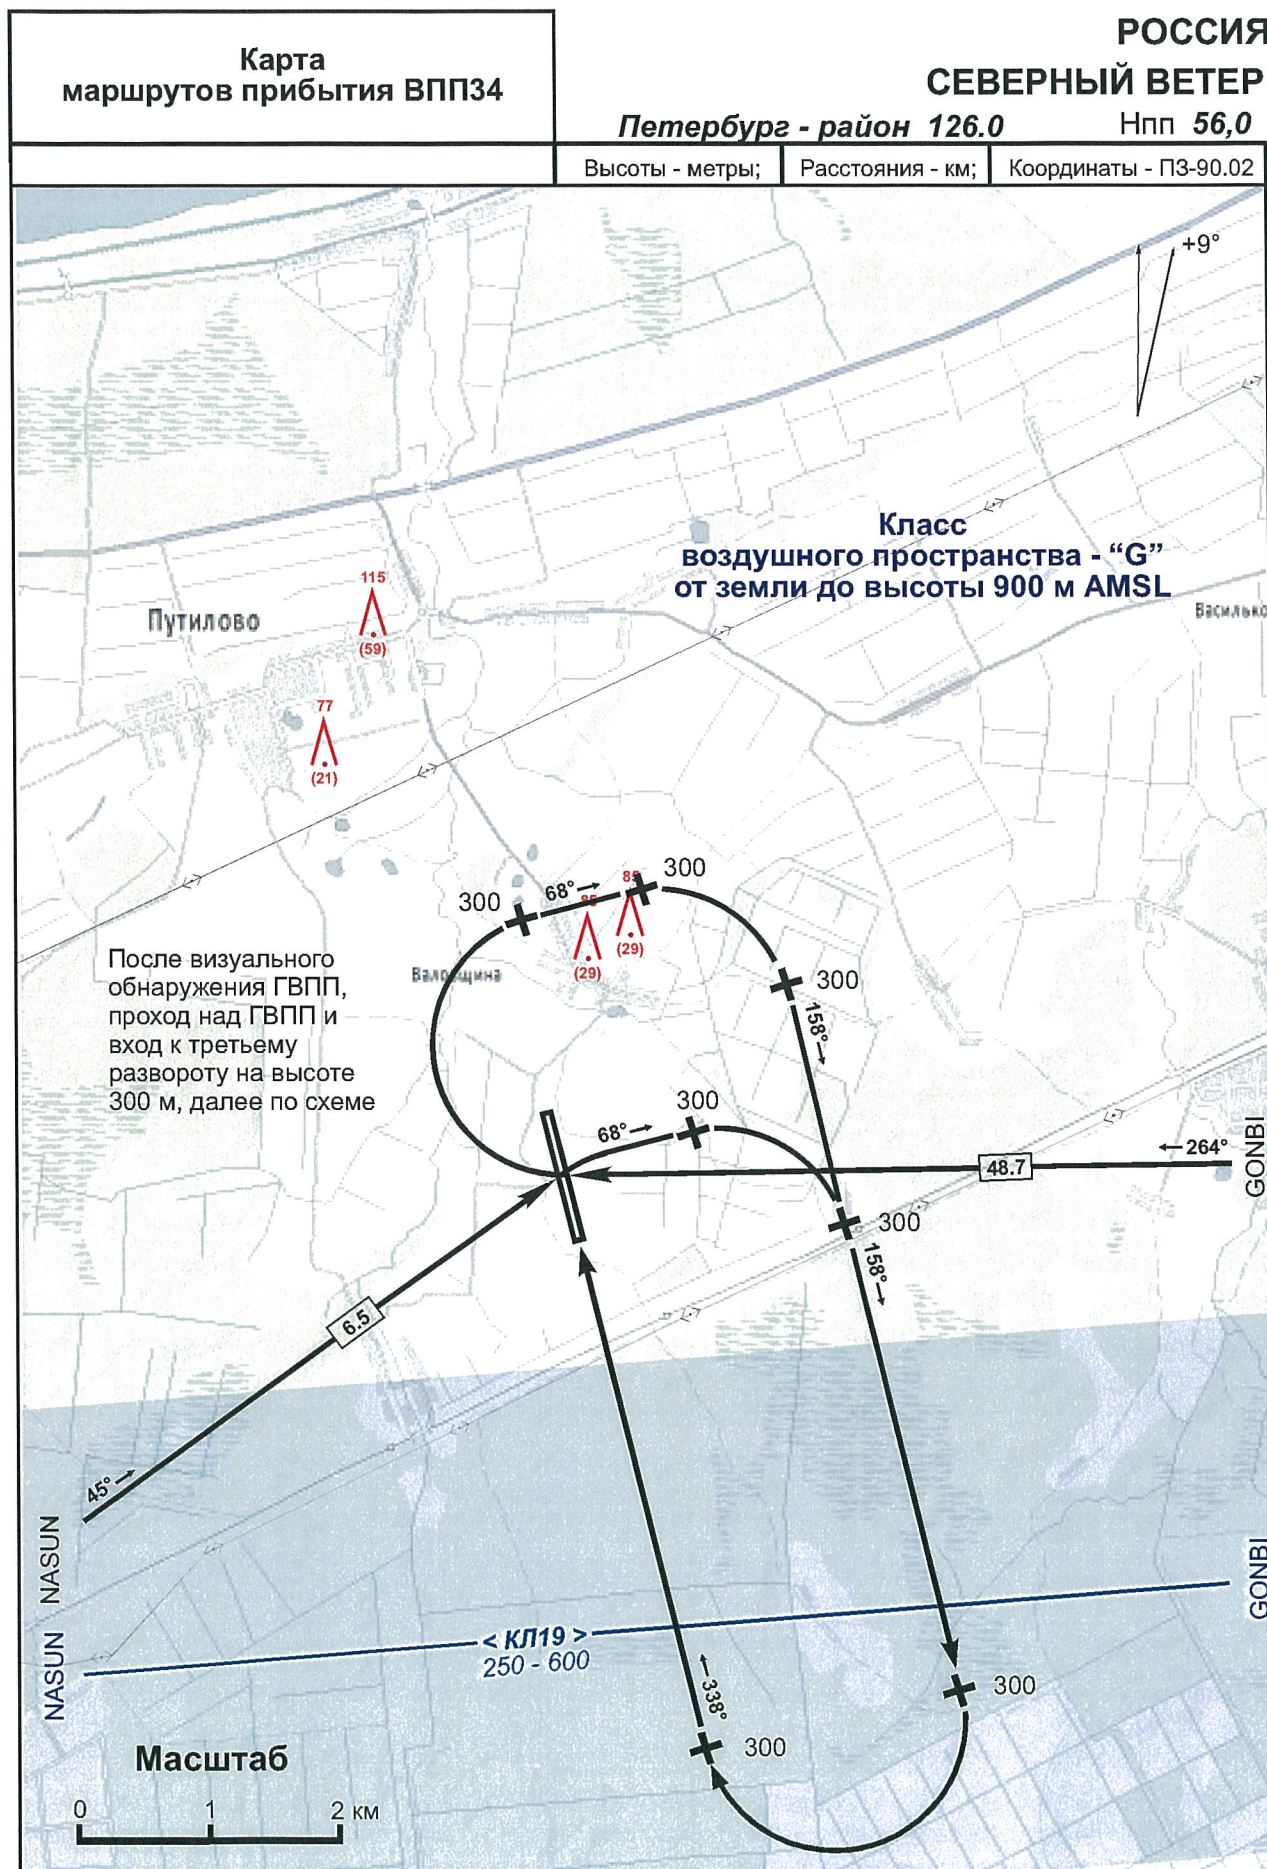 Карта
маршрутов прибытия ВПП34
РОССИЯ
СЕВЕРНЫЙ ВЕТЕР
Петербург - район 126.0
Нпп 56,0
Высоты - метры;
Расстояния - км;
Координаты - ПЗ-90.02
+9°
Класс
воздушного пространства - “G”
от земли до высоты 900 м AMSL
115
(59)
Путилово
Василько
77
(21)
300
68°
85
300
85
(29)
(29)
300
158°
После визуального
обнаружения ГВПП,
проход над ГВПП и
вход к третьему
развороту на высоте
300 м, далее по схеме
Валовщина
300
68°
264°
48.7
GONBI
300
158°
6.5
45°
NASUN
NASUN
GONBI
< КЛ19 >
250 - 600
338°
300
300
Масштаб
0
1
2 км